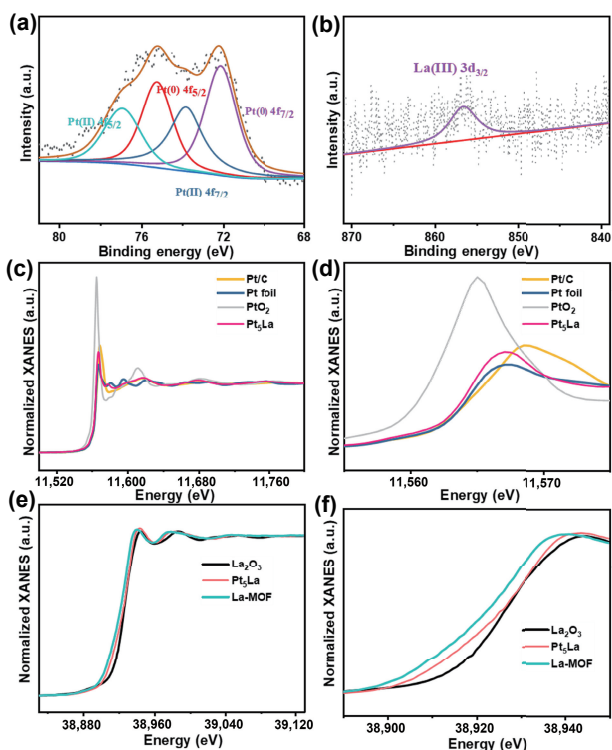 (a)
Pt(0) 4f5/2
Pt(II) 4f5/2
Pt(0) 4f7/2
Pt(II) 4f7/2
Intensity (a.u.)
80 76 72 68
Binding energy (eV)
(b)
La(III) 3d3/2
Intensity (a.u.)
870 860 850 840
Binding energy (eV)
(c)
Pt/C
Pt foil
PtO2
Pt5La
Normalized XANES (a.u.)
11,520 11,600 11,680 11,760
Energy (eV)
(d)
Pt/C
Pt foil
PtO2
Pt5La
Normalized XANES (a.u.)
11,560 11,570
Energy (eV)
(e)
La2O3
Pt5La
La-MOF
Normalized XANES (a.u.)
38,880 38,960 39,040 39,120
Energy (eV)
(f)
La2O3
Pt5La
La-MOF
Normalized XANES (a.u.)
38,900 38,920 38,940
Energy (eV)